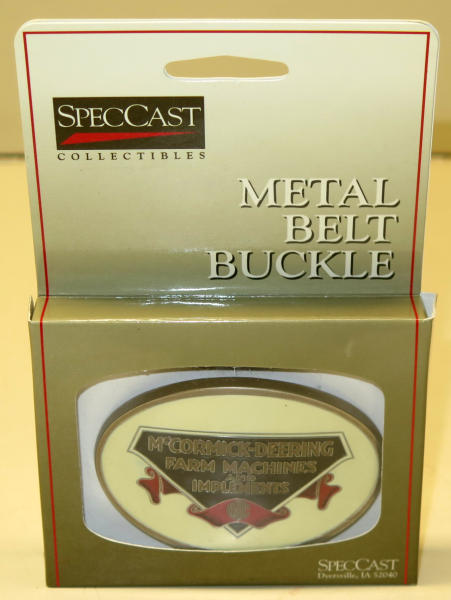 SPECCAST
COLLECTIBLES
METAL
BELT
BUCKLE
McCORMICK-DEERING
FARM MACHINES
AND
IMPLEMENTS
SPECCAST
Dyersville, IA 52040